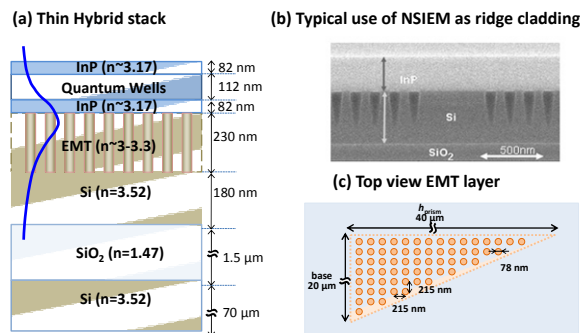 (a) Thin Hybrid stack
InP (n~3.17)
82 nm
Quantum Wells
112 nm
InP (n~3.17)
82 nm
EMT (n~3-3.3)
230 nm
Si (n=3.52)
180 nm
SiO2 (n=1.47)
1.5 µm
Si (n=3.52)
70 µm
(b) Typical use of NSIEM as ridge cladding
InP
Si
SiO2
500nm
(c) Top view EMT layer
hprism
40 µm
base
20 µm
78 nm
215 nm
215 nm